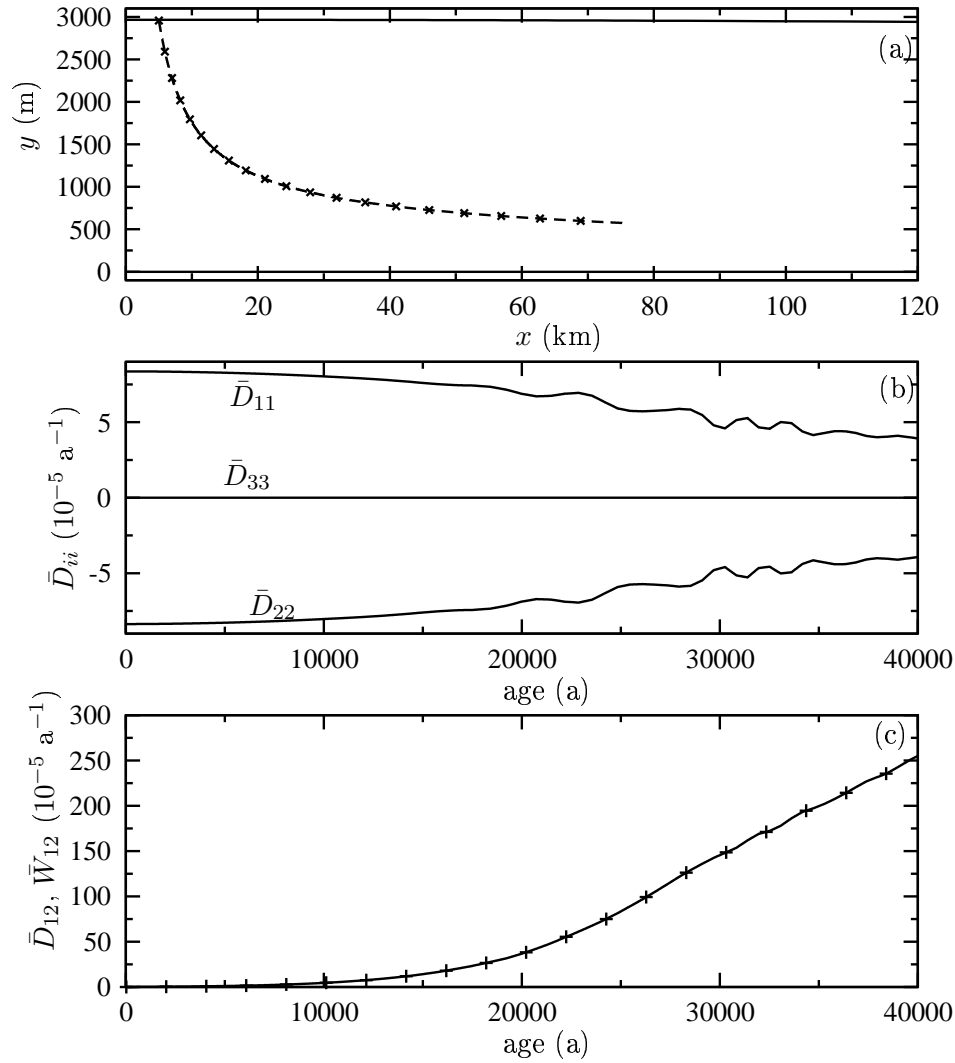 3000
2500
2000
1500
1000
500
0
y (m)
(a)
0 20 40 60 80 100 120
x (km)
5
0
-5
D̄ᵢᵢ (10⁻⁵ a⁻¹)
(b)
D̄₁₁
D̄₃₃
D̄₂₂
0 10000 20000 30000 40000
age (a)
300
250
200
150
100
50
0
D̄₁₂, W̄₁₂ (10⁻⁵ a⁻¹)
(c)
0 10000 20000 30000 40000
age (a)